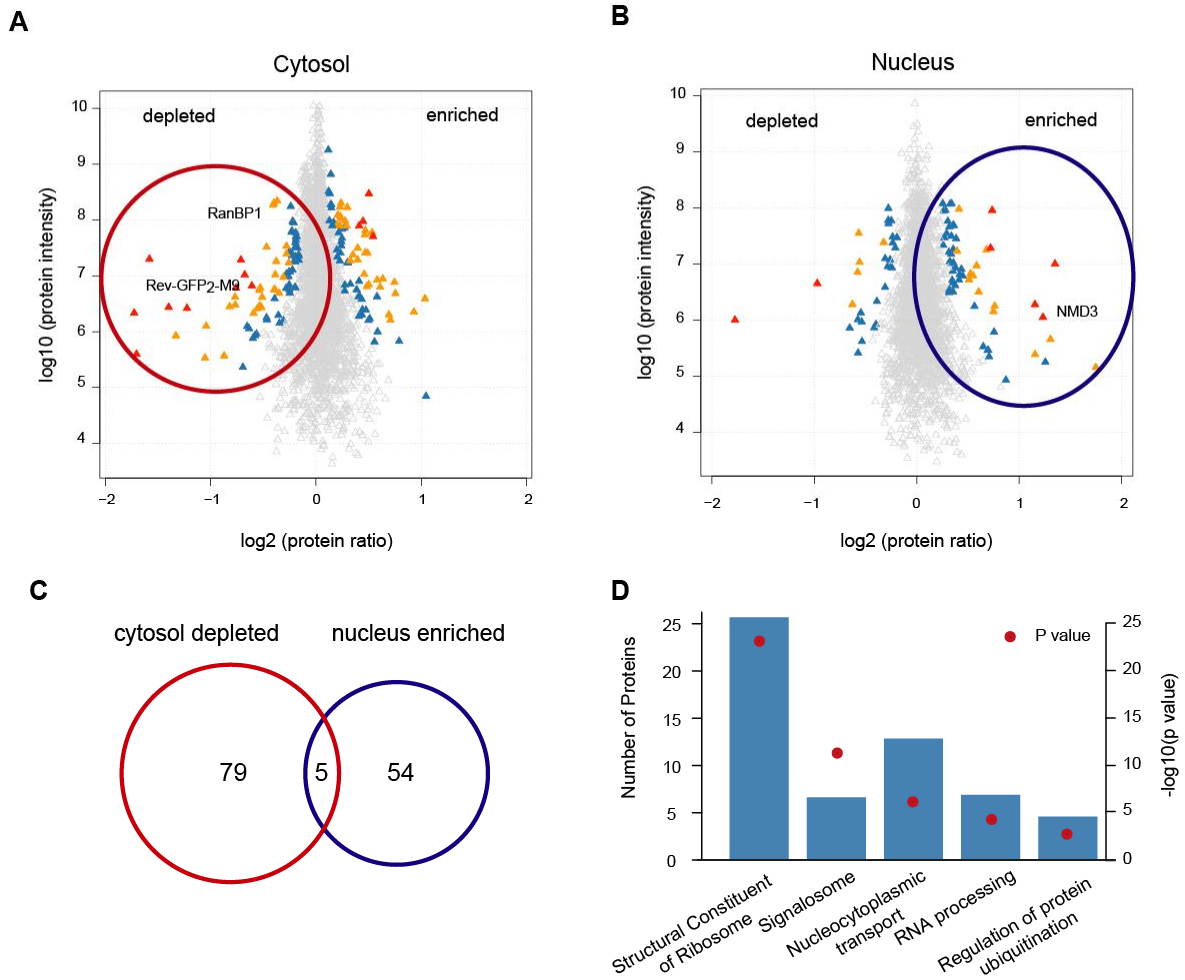 A
Cytosol
depleted
enriched
RanBP1
Rev-GFP2-M9
log10 (protein intensity)
10
9
8
7
6
5
4
−2
−1
0
1
2
log2 (protein ratio)
B
Nucleus
depleted
enriched
NMD3
log10 (protein intensity)
10
9
8
7
6
5
4
−2
−1
0
1
2
log2 (protein ratio)
C
cytosol depleted
nucleus enriched
79
5
54
D
P value
Number of Proteins
25
20
15
10
5
0
25
20
15
10
5
0
-log10(p value)
Structural Constituent
of Ribosome
Signalosome
Nucleocytoplasmic
transport
RNA processing
Regulation of protein
ubiquitination